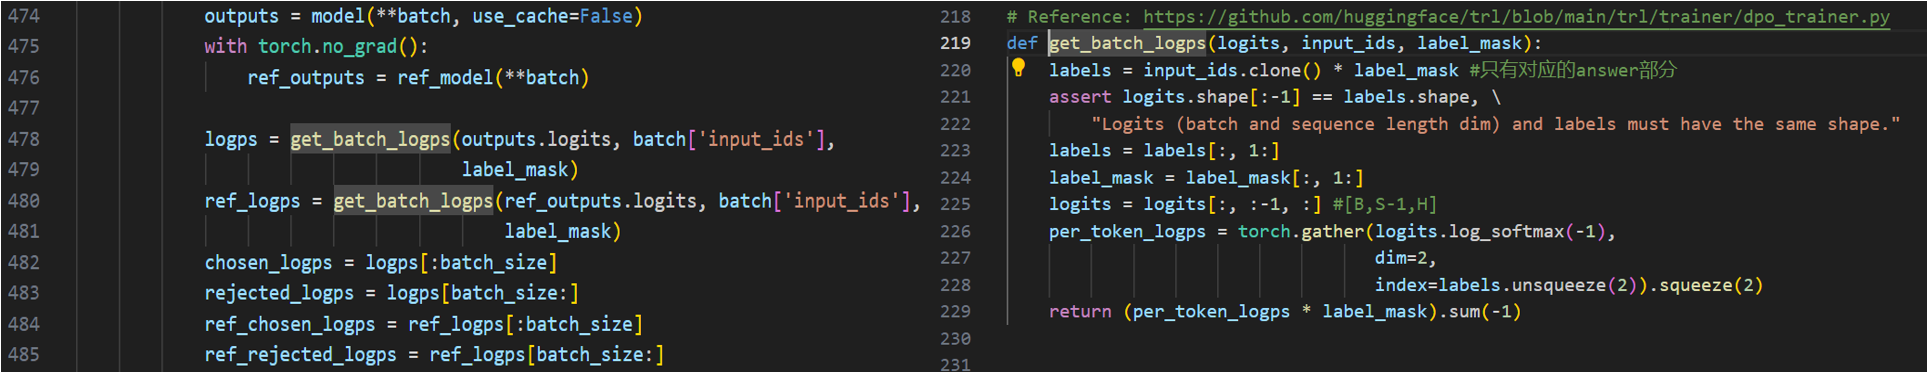 474 outputs = model(**batch, use_cache=False)
475 with torch.no_grad():
476 ref_outputs = ref_model(**batch)
477
478 logps = get_batch_logps(outputs.logits, batch['input_ids'],
479 label_mask)
480 ref_logps = get_batch_logps(ref_outputs.logits, batch['input_ids'],
481 label_mask)
482 chosen_logps = logps[:batch_size]
483 rejected_logps = logps[batch_size:]
484 ref_chosen_logps = ref_logps[:batch_size]
485 ref_rejected_logps = ref_logps[batch_size:]
218 # Reference: https://github.com/huggingface/trl/blob/main/trl/trainer/dpo_trainer.py
219 def get_batch_logps(logits, input_ids, label_mask):
220 labels = input_ids.clone() * label_mask #只有对应的answer部分
221 assert logits.shape[:-1] == labels.shape, \
222 "Logits (batch and sequence length dim) and labels must have the same shape."
223 labels = labels[:, 1:]
224 label_mask = label_mask[:, 1:]
225 logits = logits[:, :-1, :] #[B,S-1,H]
226 per_token_logps = torch.gather(logits.log_softmax(-1),
227 dim=2,
228 index=labels.unsqueeze(2)).squeeze(2)
229 return (per_token_logps * label_mask).sum(-1)
230
231